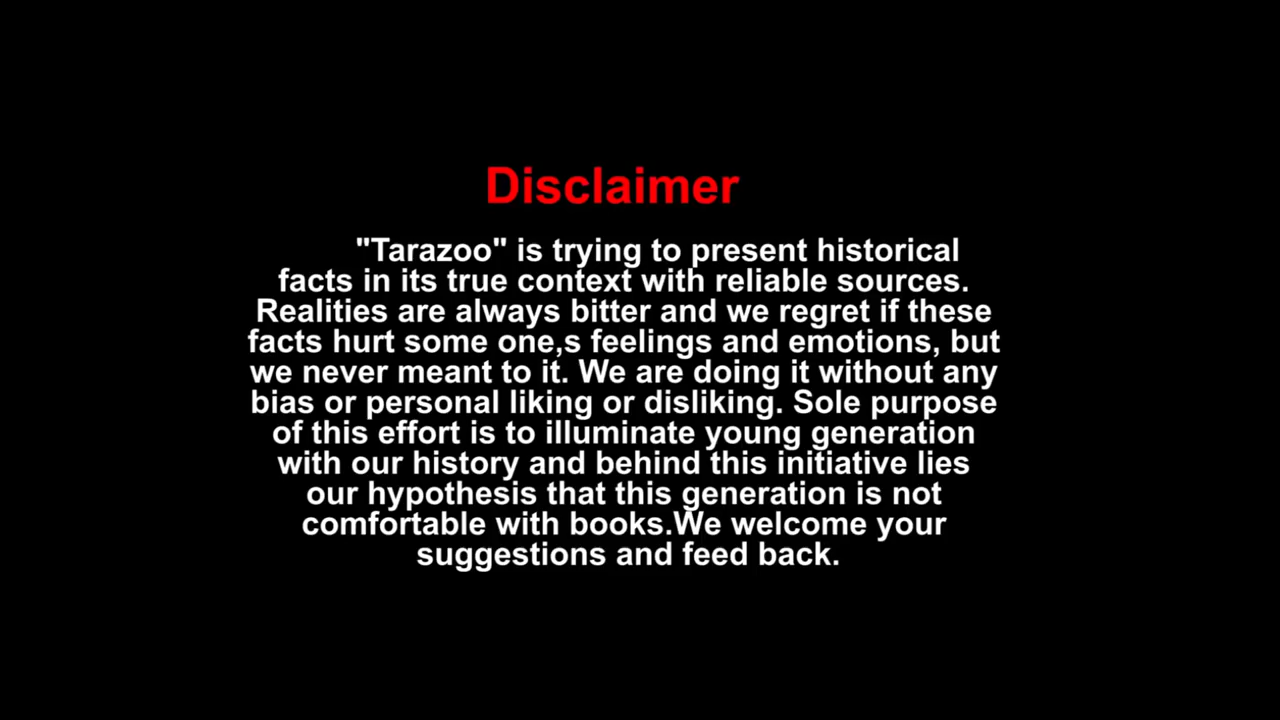 Disclaimer
"Tarazoo" is trying to present historical
facts in its true context with reliable sources.
Realities are always bitter and we regret if these
facts hurt some one,s feelings and emotions, but
we never meant to it. We are doing it without any
bias or personal liking or disliking. Sole purpose
of this effort is to illuminate young generation
with our history and behind this initiative lies
our hypothesis that this generation is not
comfortable with books.We welcome your
suggestions and feed back.